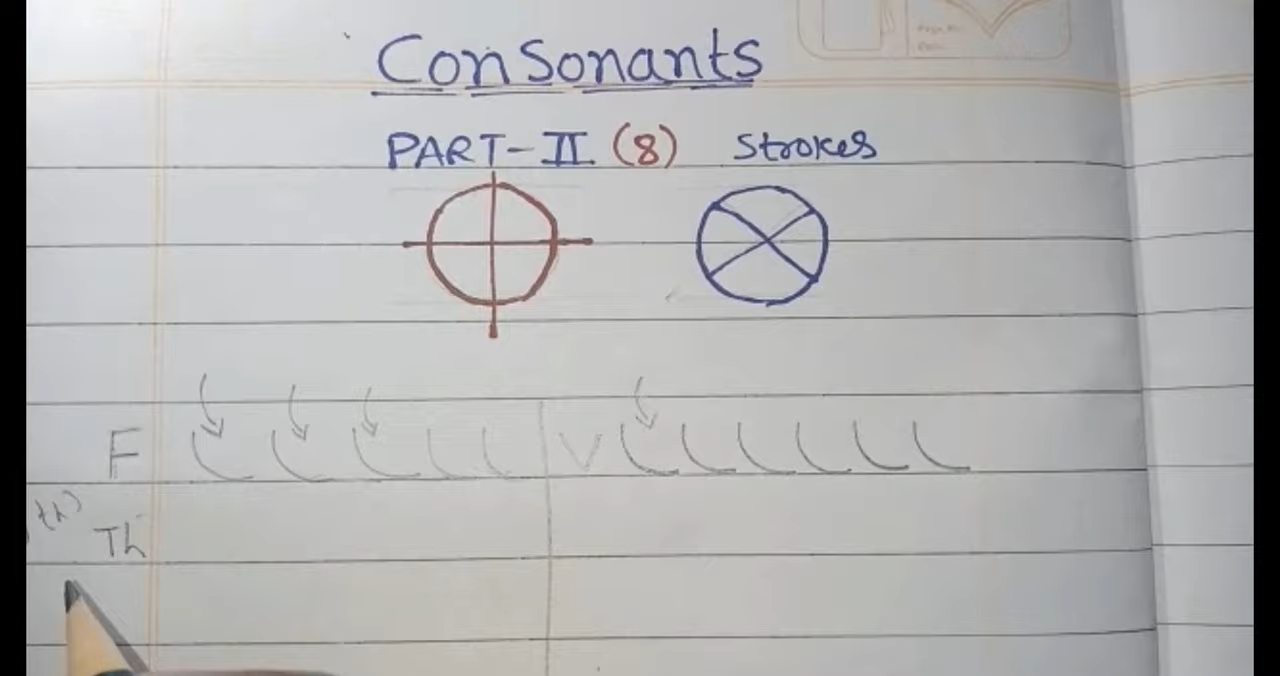 Consonants
PART-II (8) Strokes
F V
(th)
Th